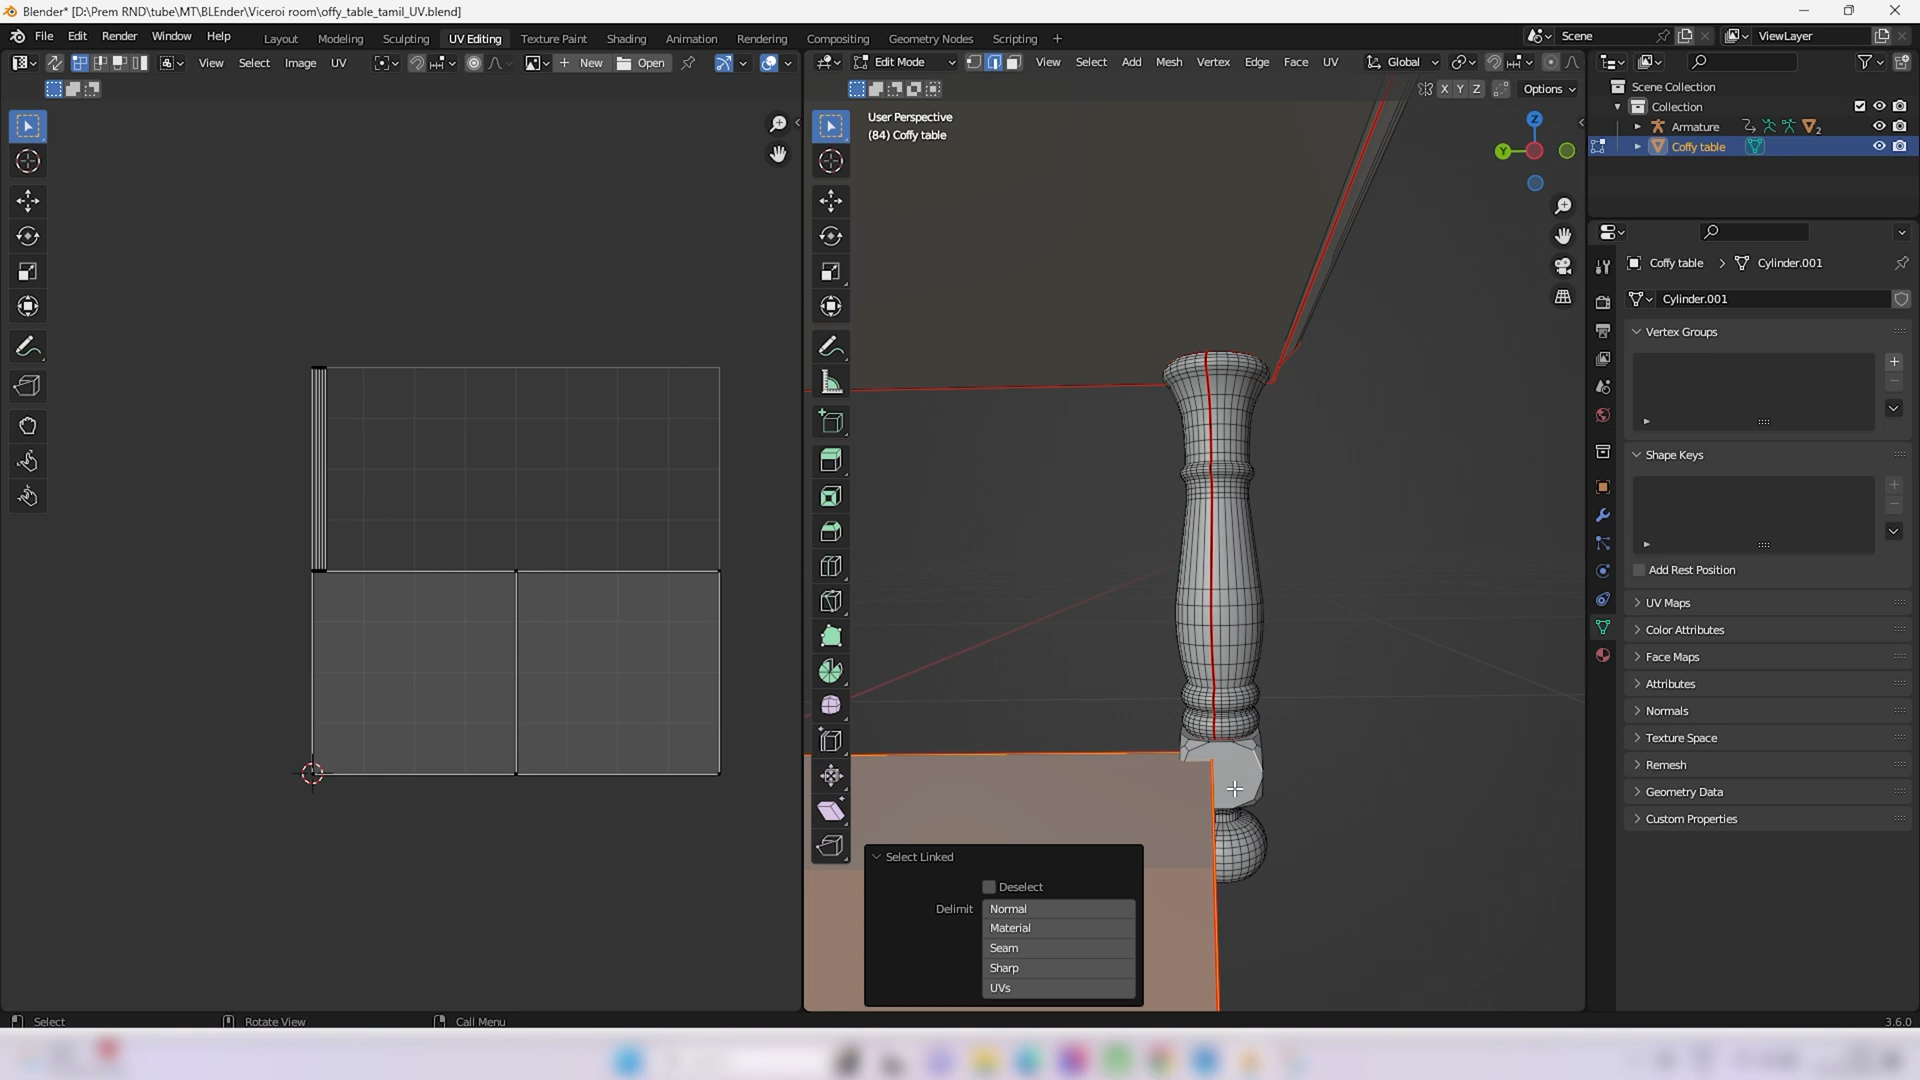 Blender* [D:\Prem RND\tube\MT\BLEnder\Viceroi room\offy_table_tamil_UV.blend]
File Edit Render Window Help Layout Modeling Sculpting UV Editing Texture Paint Shading Animation Rendering Compositing Geometry Nodes Scripting + Scene ViewLayer
View Select Image UV New Open Edit Mode View Select Add Mesh Vertex Edge Face UV Global
X Y Z Options
User Perspective
(84) Coffy table
Z
Y
Scene Collection
Collection
Armature 2
Coffy table
Coffy table > Cylinder.001
Cylinder.001
Vertex Groups
Shape Keys
Add Rest Position
UV Maps
Color Attributes
Face Maps
Attributes
Normals
Texture Space
Remesh
Geometry Data
Custom Properties
Select Linked
Deselect
Delimit Normal
Material
Seam
Sharp
UVs
Select Rotate View Call Menu 3.6.0